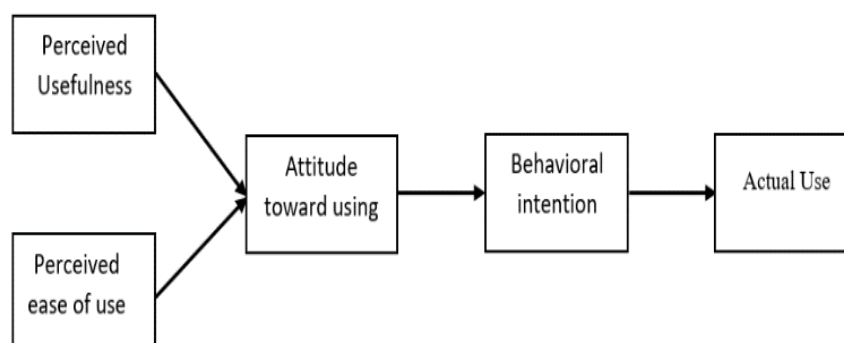 Perceived
Usefulness
Perceived
ease of use
Attitude
toward using
Behavioral
intention
Actual Use